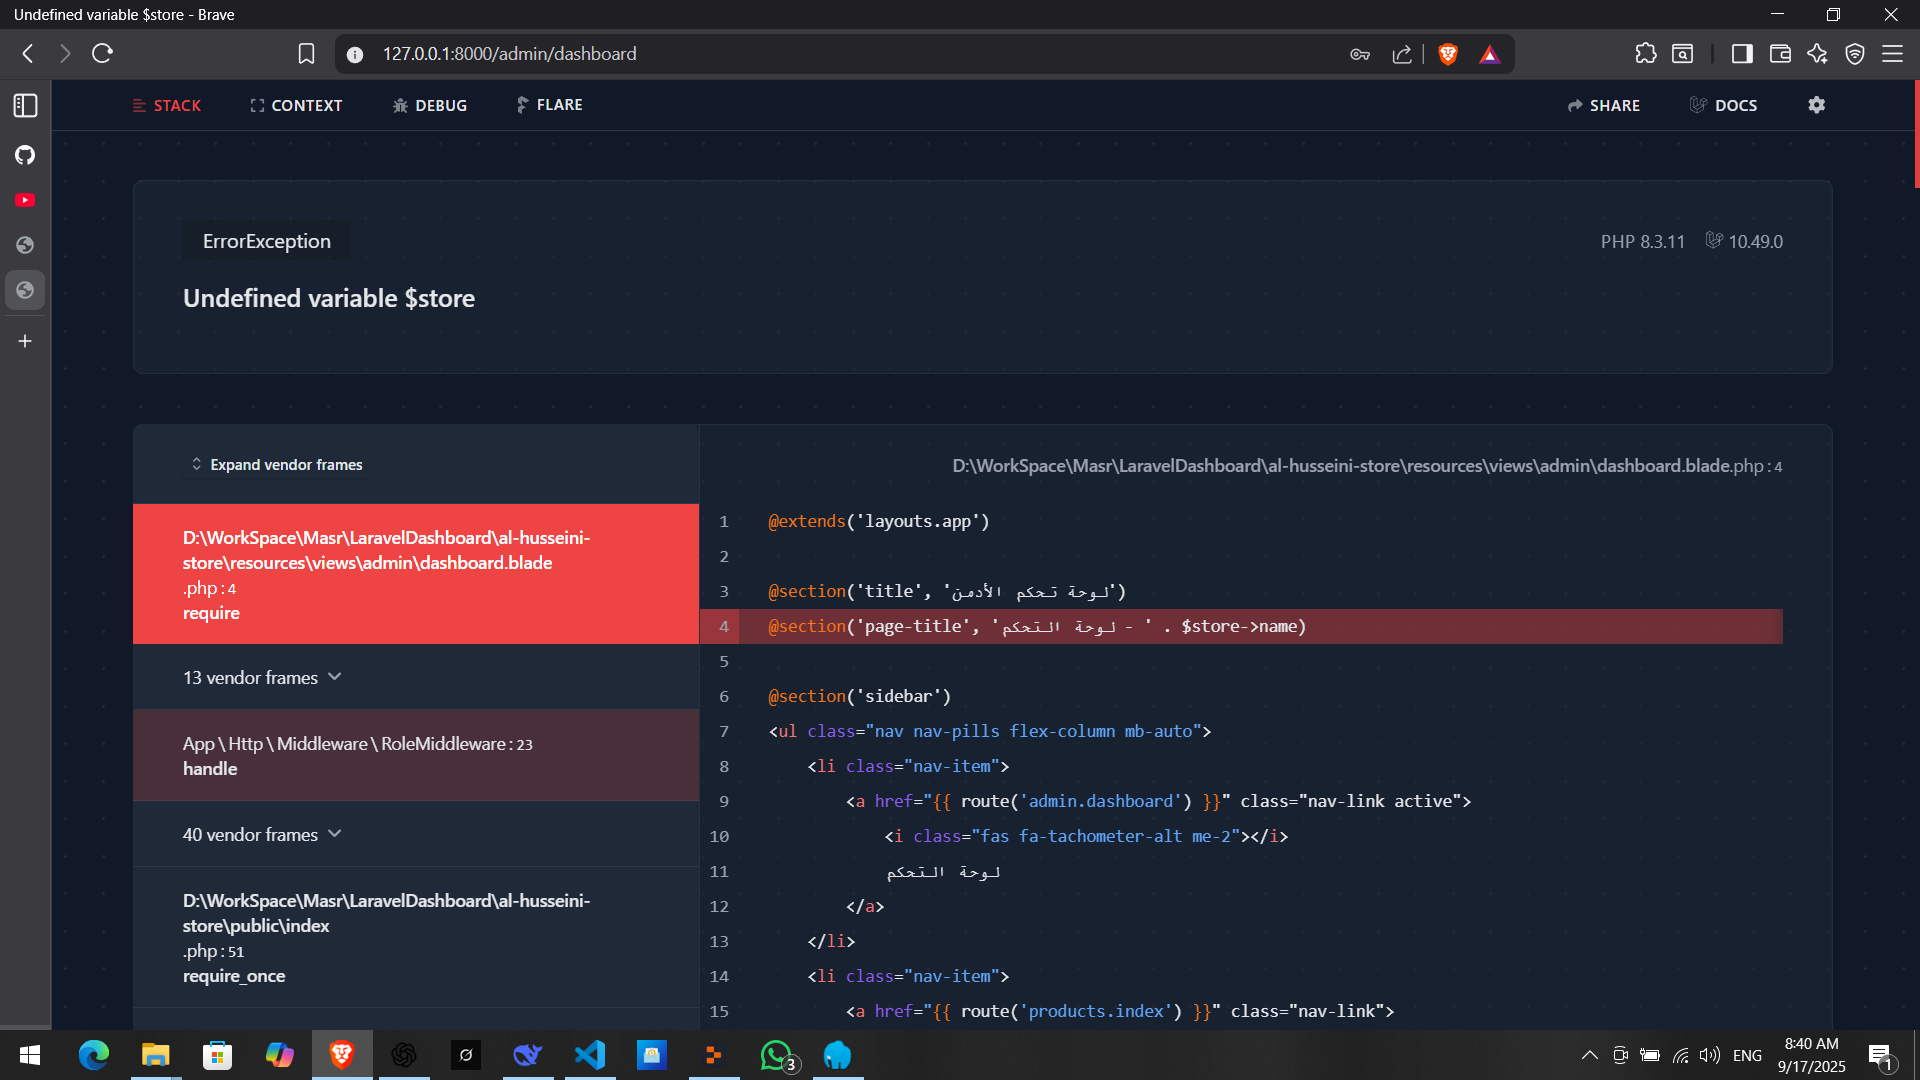 Undefined variable $store - Brave
127.0.0.1:8000/admin/dashboard
STACK
CONTEXT
DEBUG
FLARE
SHARE
DOCS
ErrorException
PHP 8.3.11
10.49.0
Undefined variable $store
Expand vendor frames
D:\WorkSpace\Masr\LaravelDashboard\al-husseini-store\resources\views\admin\dashboard.blade.php : 4
D:\WorkSpace\Masr\LaravelDashboard\al-husseini-
store\resources\views\admin\dashboard.blade
.php : 4
require
13 vendor frames
App \ Http \ Middleware \ RoleMiddleware : 23
handle
40 vendor frames
D:\WorkSpace\Masr\LaravelDashboard\al-husseini-
store\public\index
.php : 51
require_once
1 @extends('layouts.app')
2
3 @section('title', 'لوحة تحكم الأدمن')
4 @section('page-title', 'لوحة التحكم - ' . $store->name)
5
6 @section('sidebar')
7 <ul class="nav nav-pills flex-column mb-auto">
8 <li class="nav-item">
9 <a href="{{ route('admin.dashboard') }}" class="nav-link active">
10 <i class="fas fa-tachometer-alt me-2"></i>
11 لوحة التحكم
12 </a>
13 </li>
14 <li class="nav-item">
15 <a href="{{ route('products.index') }}" class="nav-link">
3
ENG
8:40 AM
9/17/2025
1